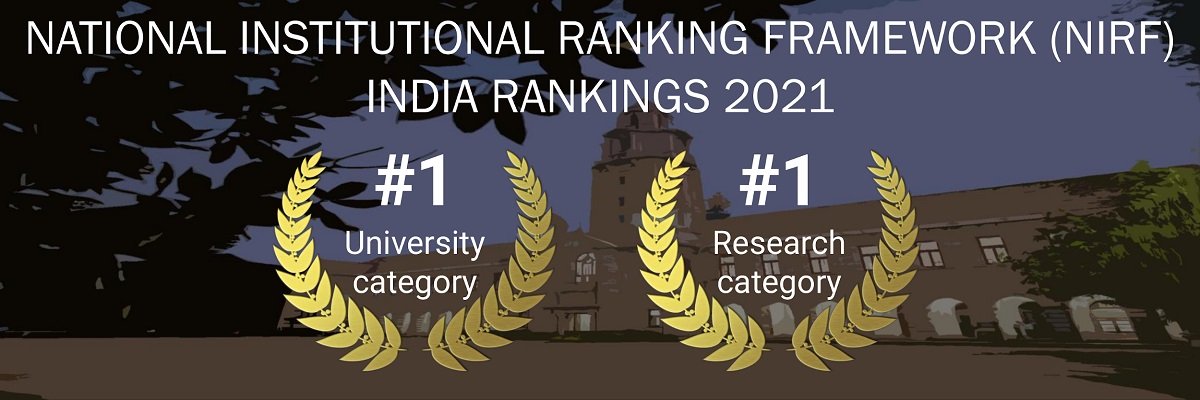 NATIONAL INSTITUTIONAL RANKING FRAMEWORK (NIRF)
INDIA RANKINGS 2021
#1
University
category
#1
Research
category